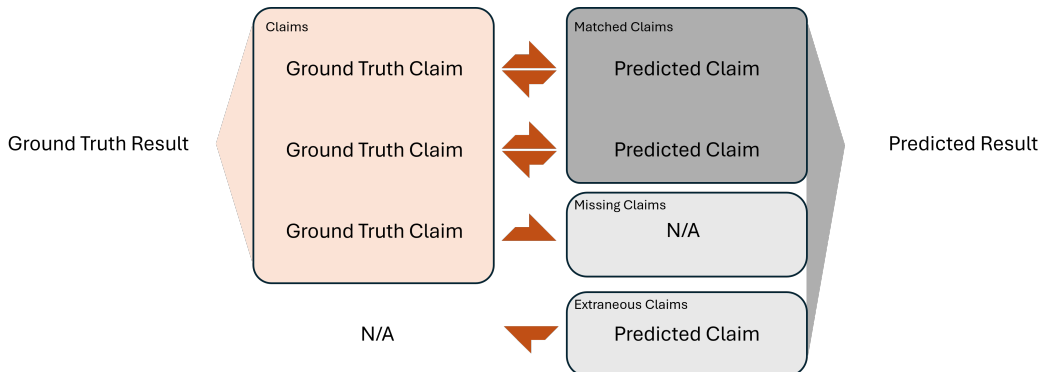 Claims
Matched Claims
Ground Truth Claim
Predicted Claim
Ground Truth Result
Ground Truth Claim
Predicted Claim
Predicted Result
Missing Claims
Ground Truth Claim
N/A
Extraneous Claims
N/A
Predicted Claim